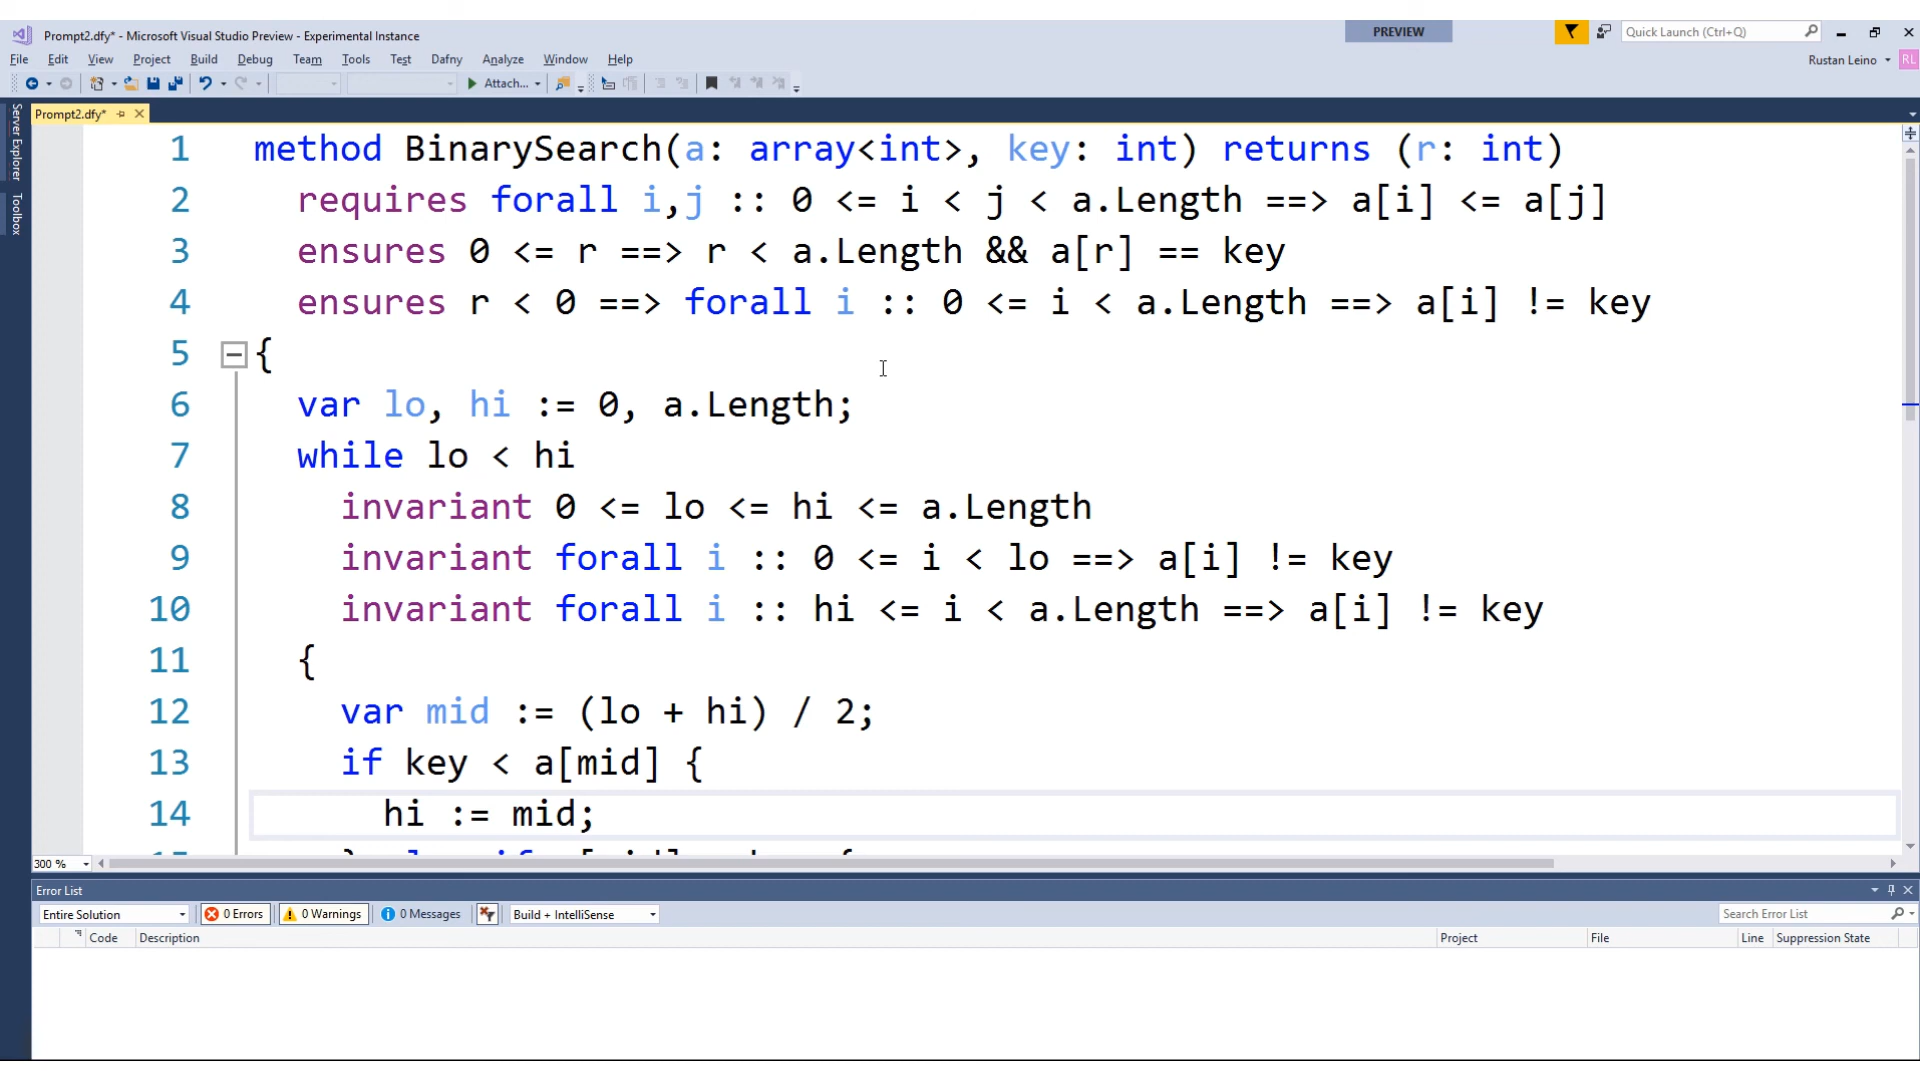 Prompt2.dfy* - Microsoft Visual Studio Preview - Experimental Instance
PREVIEW
Quick Launch (Ctrl+Q)
File Edit View Project Build Debug Team Tools Test Dafny Analyze Window Help
Rustan Leino RL
Attach...
Server Explorer
Toolbox
Prompt2.dfy*
1 method BinarySearch(a: array<int>, key: int) returns (r: int)
2 requires forall i,j :: 0 <= i < j < a.Length ==> a[i] <= a[j]
3 ensures 0 <= r ==> r < a.Length && a[r] == key
4 ensures r < 0 ==> forall i :: 0 <= i < a.Length ==> a[i] != key
5 {
6 var lo, hi := 0, a.Length;
7 while lo < hi
8 invariant 0 <= lo <= hi <= a.Length
9 invariant forall i :: 0 <= i < lo ==> a[i] != key
10 invariant forall i :: hi <= i < a.Length ==> a[i] != key
11 {
12 var mid := (lo + hi) / 2;
13 if key < a[mid] {
14 hi := mid;
300 %
Error List
Entire Solution 0 Errors 0 Warnings 0 Messages Build + IntelliSense Search Error List
Code Description Project File Line Suppression State